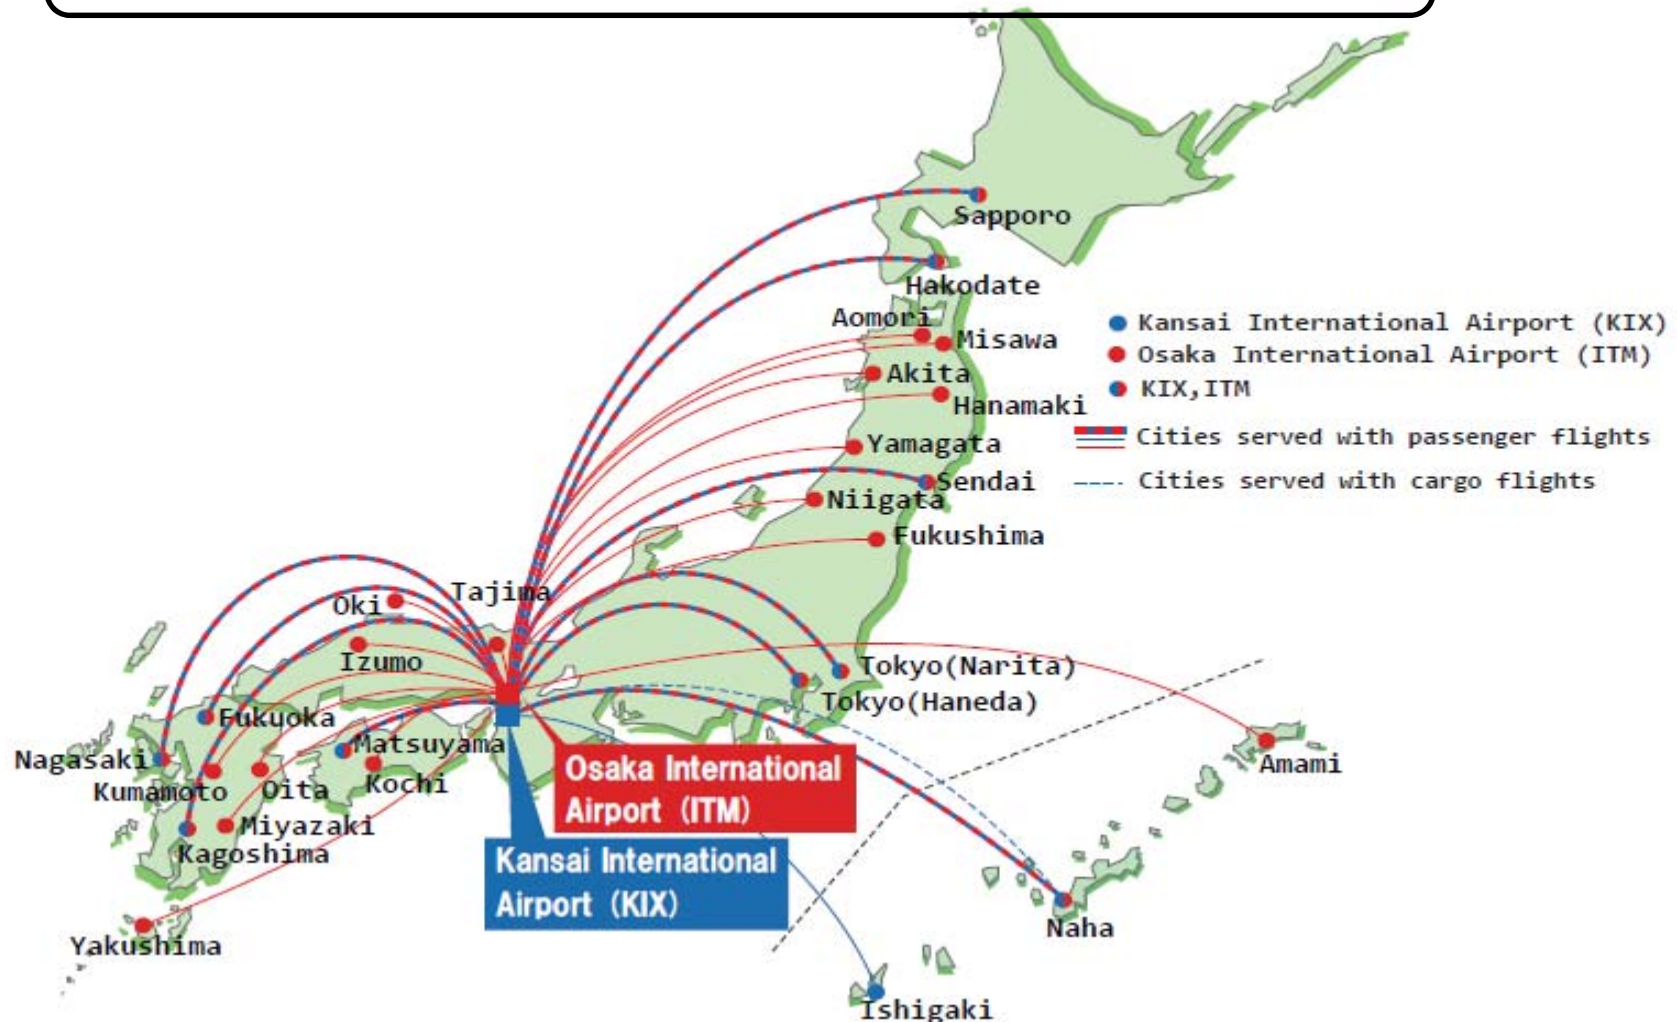 Sapporo
Hakodate
Aomori
Misawa
Akita
Hanamaki
Yamagata
Sendai
Niigata
Fukushima
Kansai International Airport (KIX)
Osaka International Airport (ITM)
KIX,ITM
Cities served with passenger flights
Cities served with cargo flights
Tajima
Oki
Izumo
Tokyo(Narita)
Tokyo(Haneda)
Fukuoka
Matsuyama
Nagasaki
Kumamoto
Oita
Kochi
Miyazaki
Kagoshima
Yakushima
Osaka International
Airport (ITM)
Kansai International
Airport (KIX)
Amami
Naha
Ishigaki